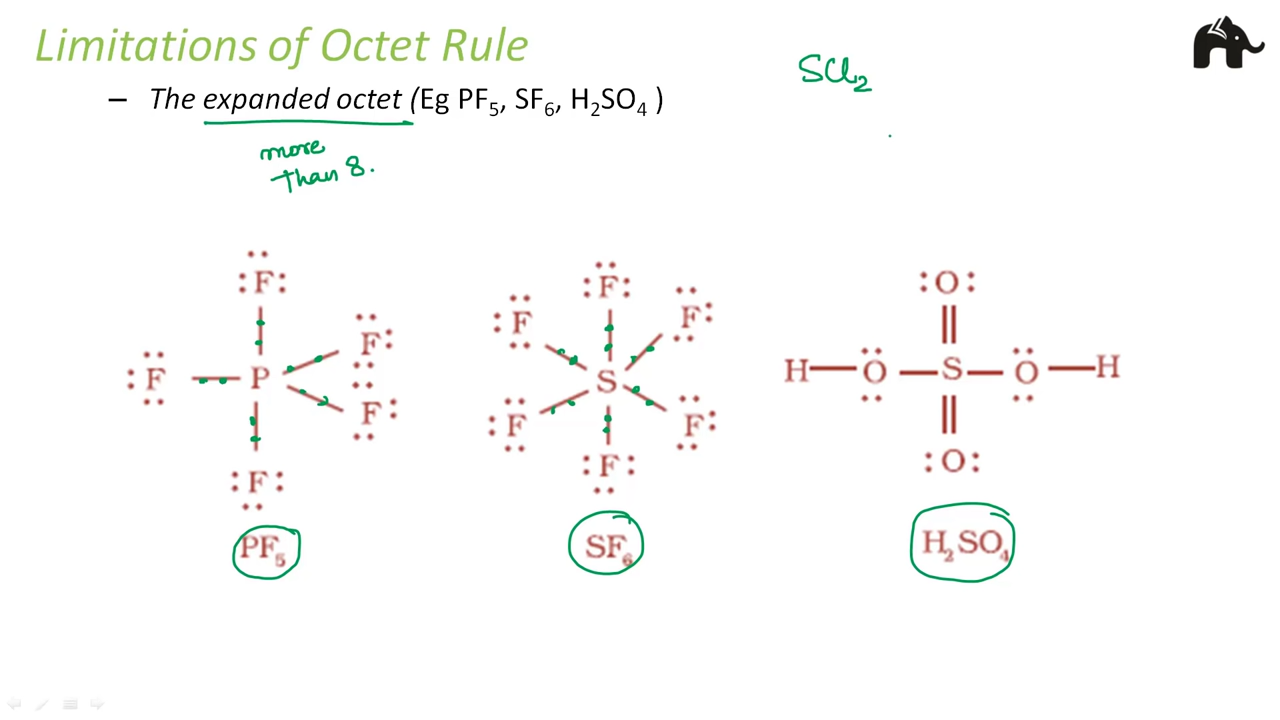 Limitations of Octet Rule
SCl2
– The expanded octet (Eg PF5, SF6, H2SO4 )
more
than 8.
F F F
F F
F F
F P S H O S O H
F F F
F F O
O
PF5 SF6 H2SO4